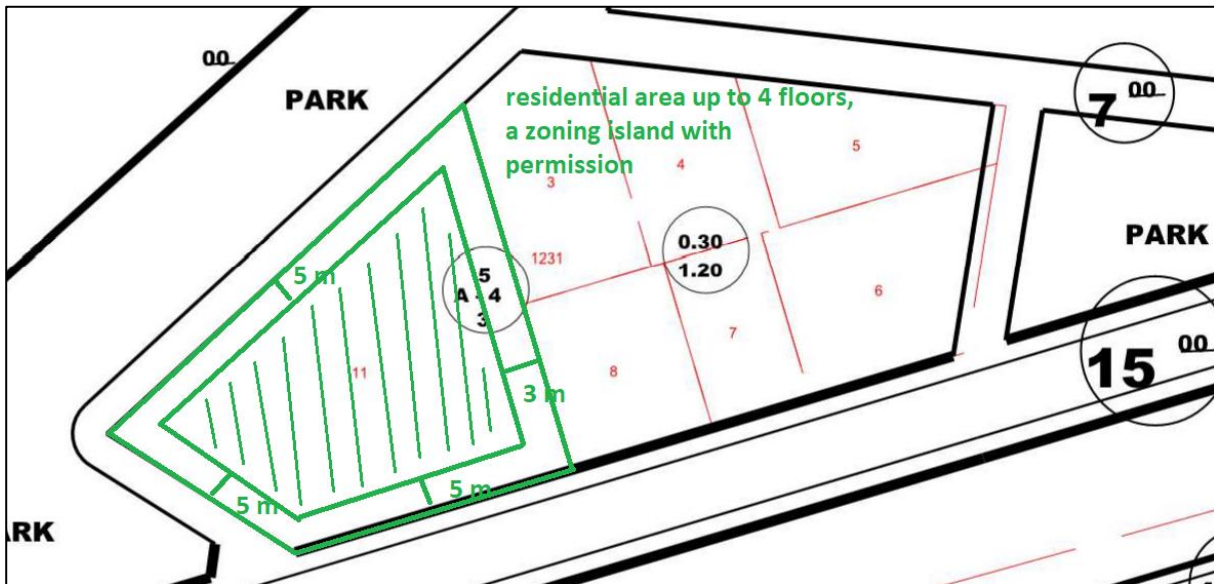 00
PARK
residential area up to 4 floors,
a zoning island with
permission
3
4
5
7 00
PARK
1231
0.30
1.20
5
A - 4
3
5 m
6
11
8
7
3 m
15 00
5 m
5 m
ARK